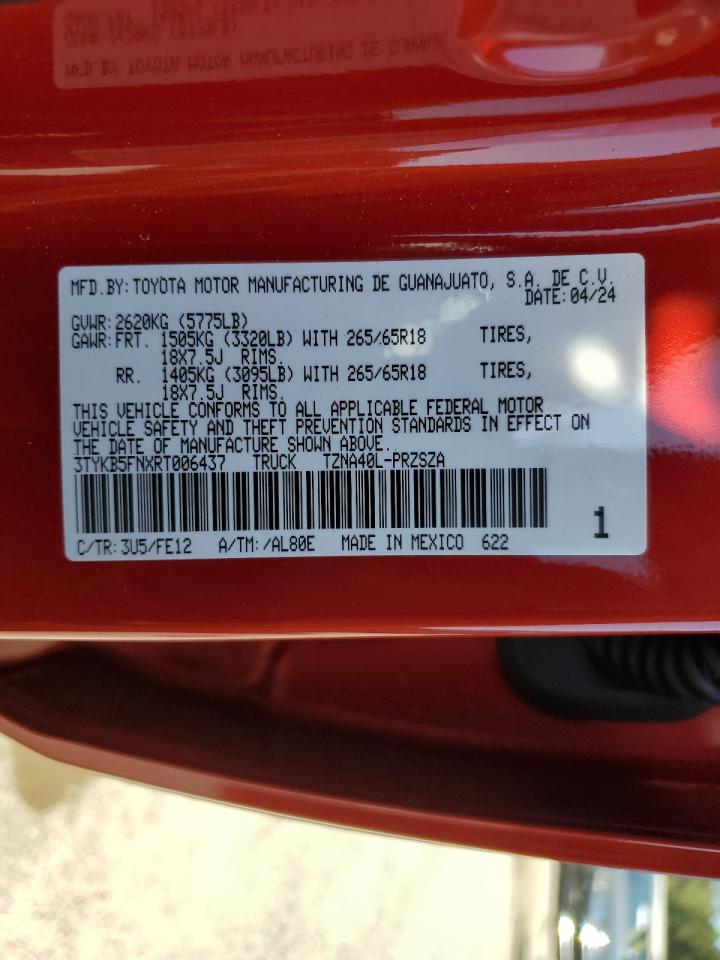 MFD.BY: TOYOTA MOTOR MANUFACTURING DE GUANAJUATO, S.A. DE C.V.
DATE: 04/24
GVWR: 2620KG (5775LB)
GAWR: FRT. 1505KG (3320LB) WITH 265/65R18 TIRES,
18X7.5J RIMS.
RR. 1405KG (3095LB) WITH 265/65R18 TIRES,
18X7.5J RIMS.
THIS VEHICLE CONFORMS TO ALL APPLICABLE FEDERAL MOTOR
VEHICLE SAFETY AND THEFT PREVENTION STANDARDS IN EFFECT ON
THE DATE OF MANUFACTURE SHOWN ABOVE.
3TYKB5FNXRT006437 TRUCK TZNA40L-PRZSZA
1
C/TR: 3U5/FE12 A/TM: /AL80E MADE IN MEXICO 622